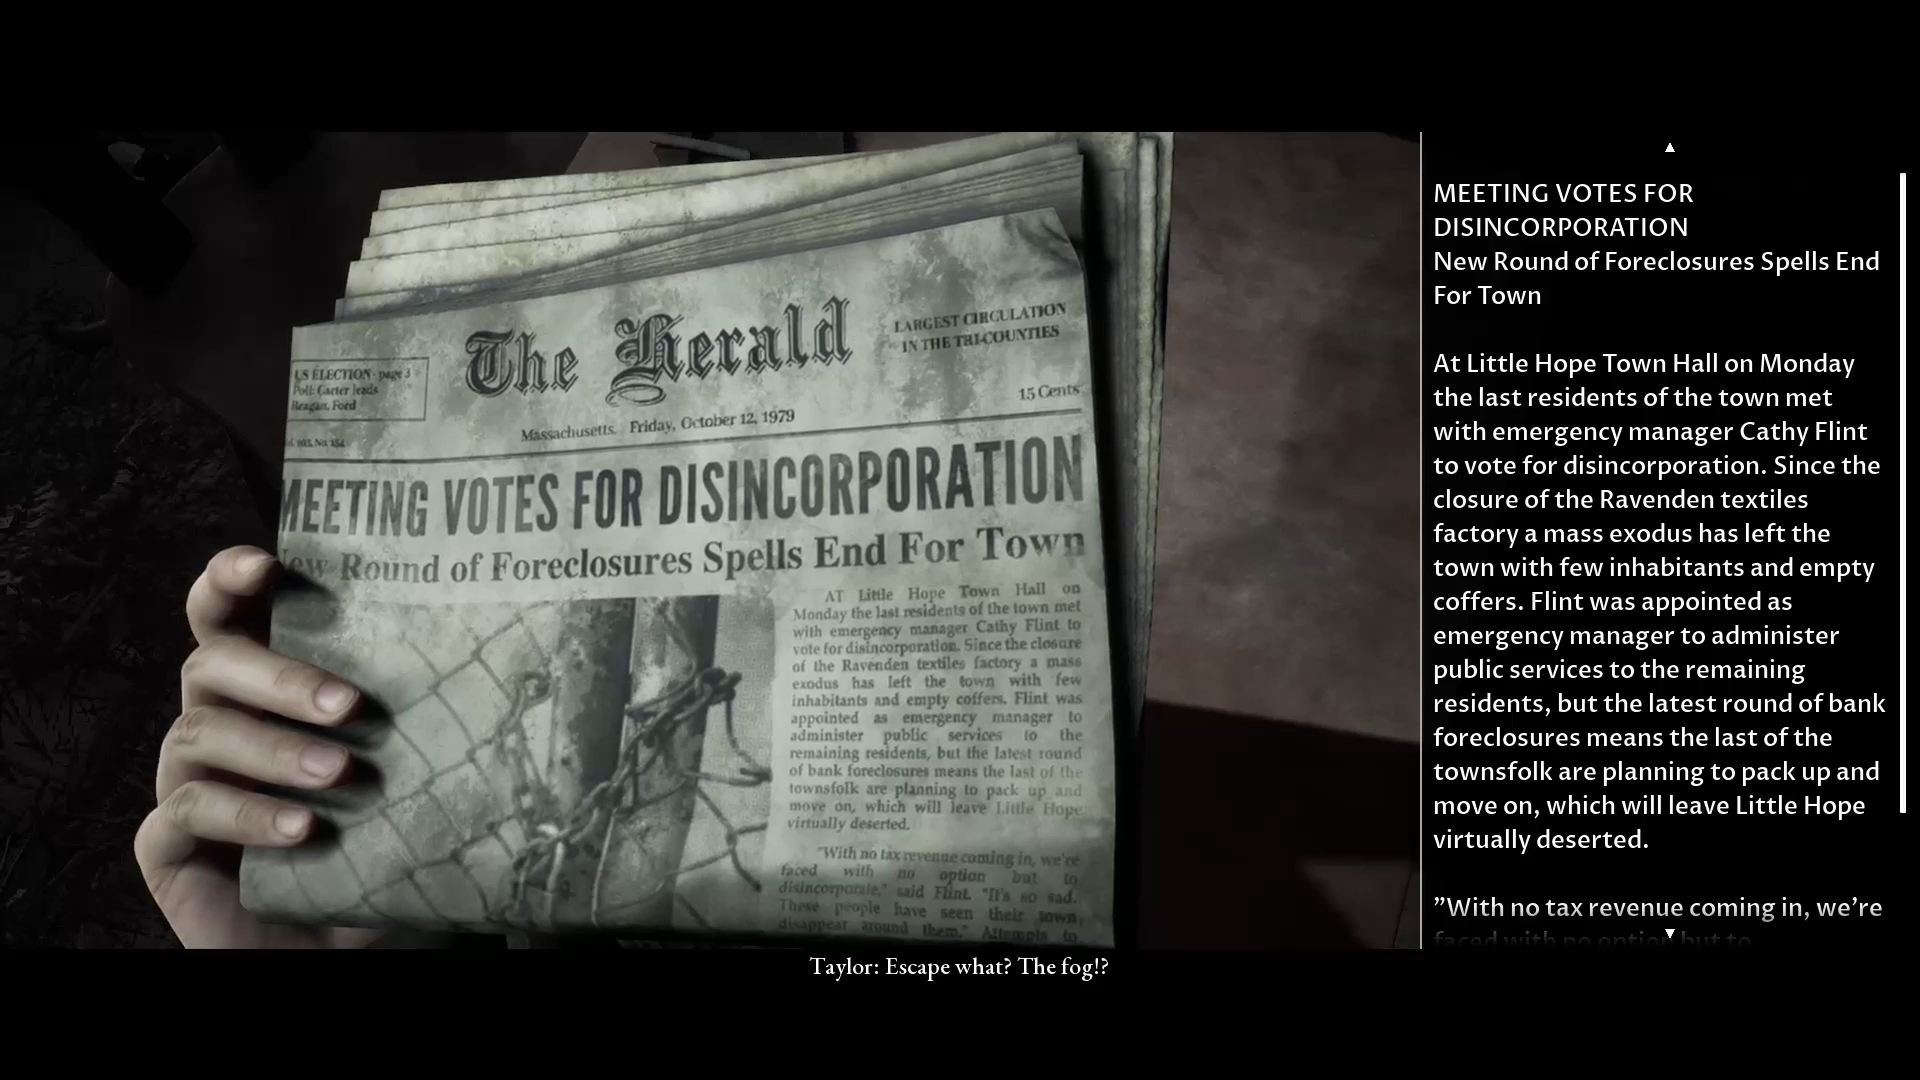 US ELECTION - page 3
Poll: Carter leads
Reagan, Ford
The Herald
LARGEST CIRCULATION
IN THE TRI-COUNTIES
15 Cents
Massachusetts. Friday, October 12, 1979
MEETING VOTES FOR DISINCORPORATION
New Round of Foreclosures Spells End For Town
AT Little Hope Town Hall on
Monday the last residents of the town met
with emergency manager Cathy Flint to
vote for disincorporation. Since the closure
of the Ravenden textiles factory a mass
exodus has left the town with few
inhabitants and empty coffers. Flint was
appointed as emergency manager to
administer public services to the
remaining residents, but the latest round
of bank foreclosures means the last of the
townsfolk are planning to pack up and
move on, which will leave Little Hope
virtually deserted.
"With no tax revenue coming in, we're
faced with no option but to
disincorporate," said Flint. "It's so sad.
These people have seen their town
disappear around them." Attempts to
MEETING VOTES FOR
DISINCORPORATION
New Round of Foreclosures Spells End
For Town
At Little Hope Town Hall on Monday
the last residents of the town met
with emergency manager Cathy Flint
to vote for disincorporation. Since the
closure of the Ravenden textiles
factory a mass exodus has left the
town with few inhabitants and empty
coffers. Flint was appointed as
emergency manager to administer
public services to the remaining
residents, but the latest round of bank
foreclosures means the last of the
townsfolk are planning to pack up and
move on, which will leave Little Hope
virtually deserted.
”With no tax revenue coming in, we’re
faced with no option but to
Taylor: Escape what? The fog!?